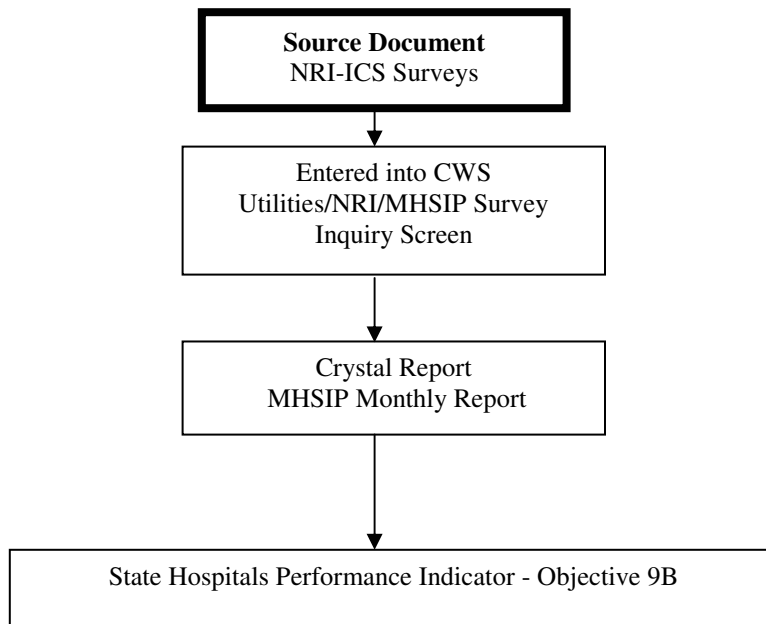 Source Document
NRI-ICS Surveys
Entered into CWS
Utilities/NRI/MHSIP Survey
Inquiry Screen
Crystal Report
MHSIP Monthly Report
State Hospitals Performance Indicator - Objective 9B